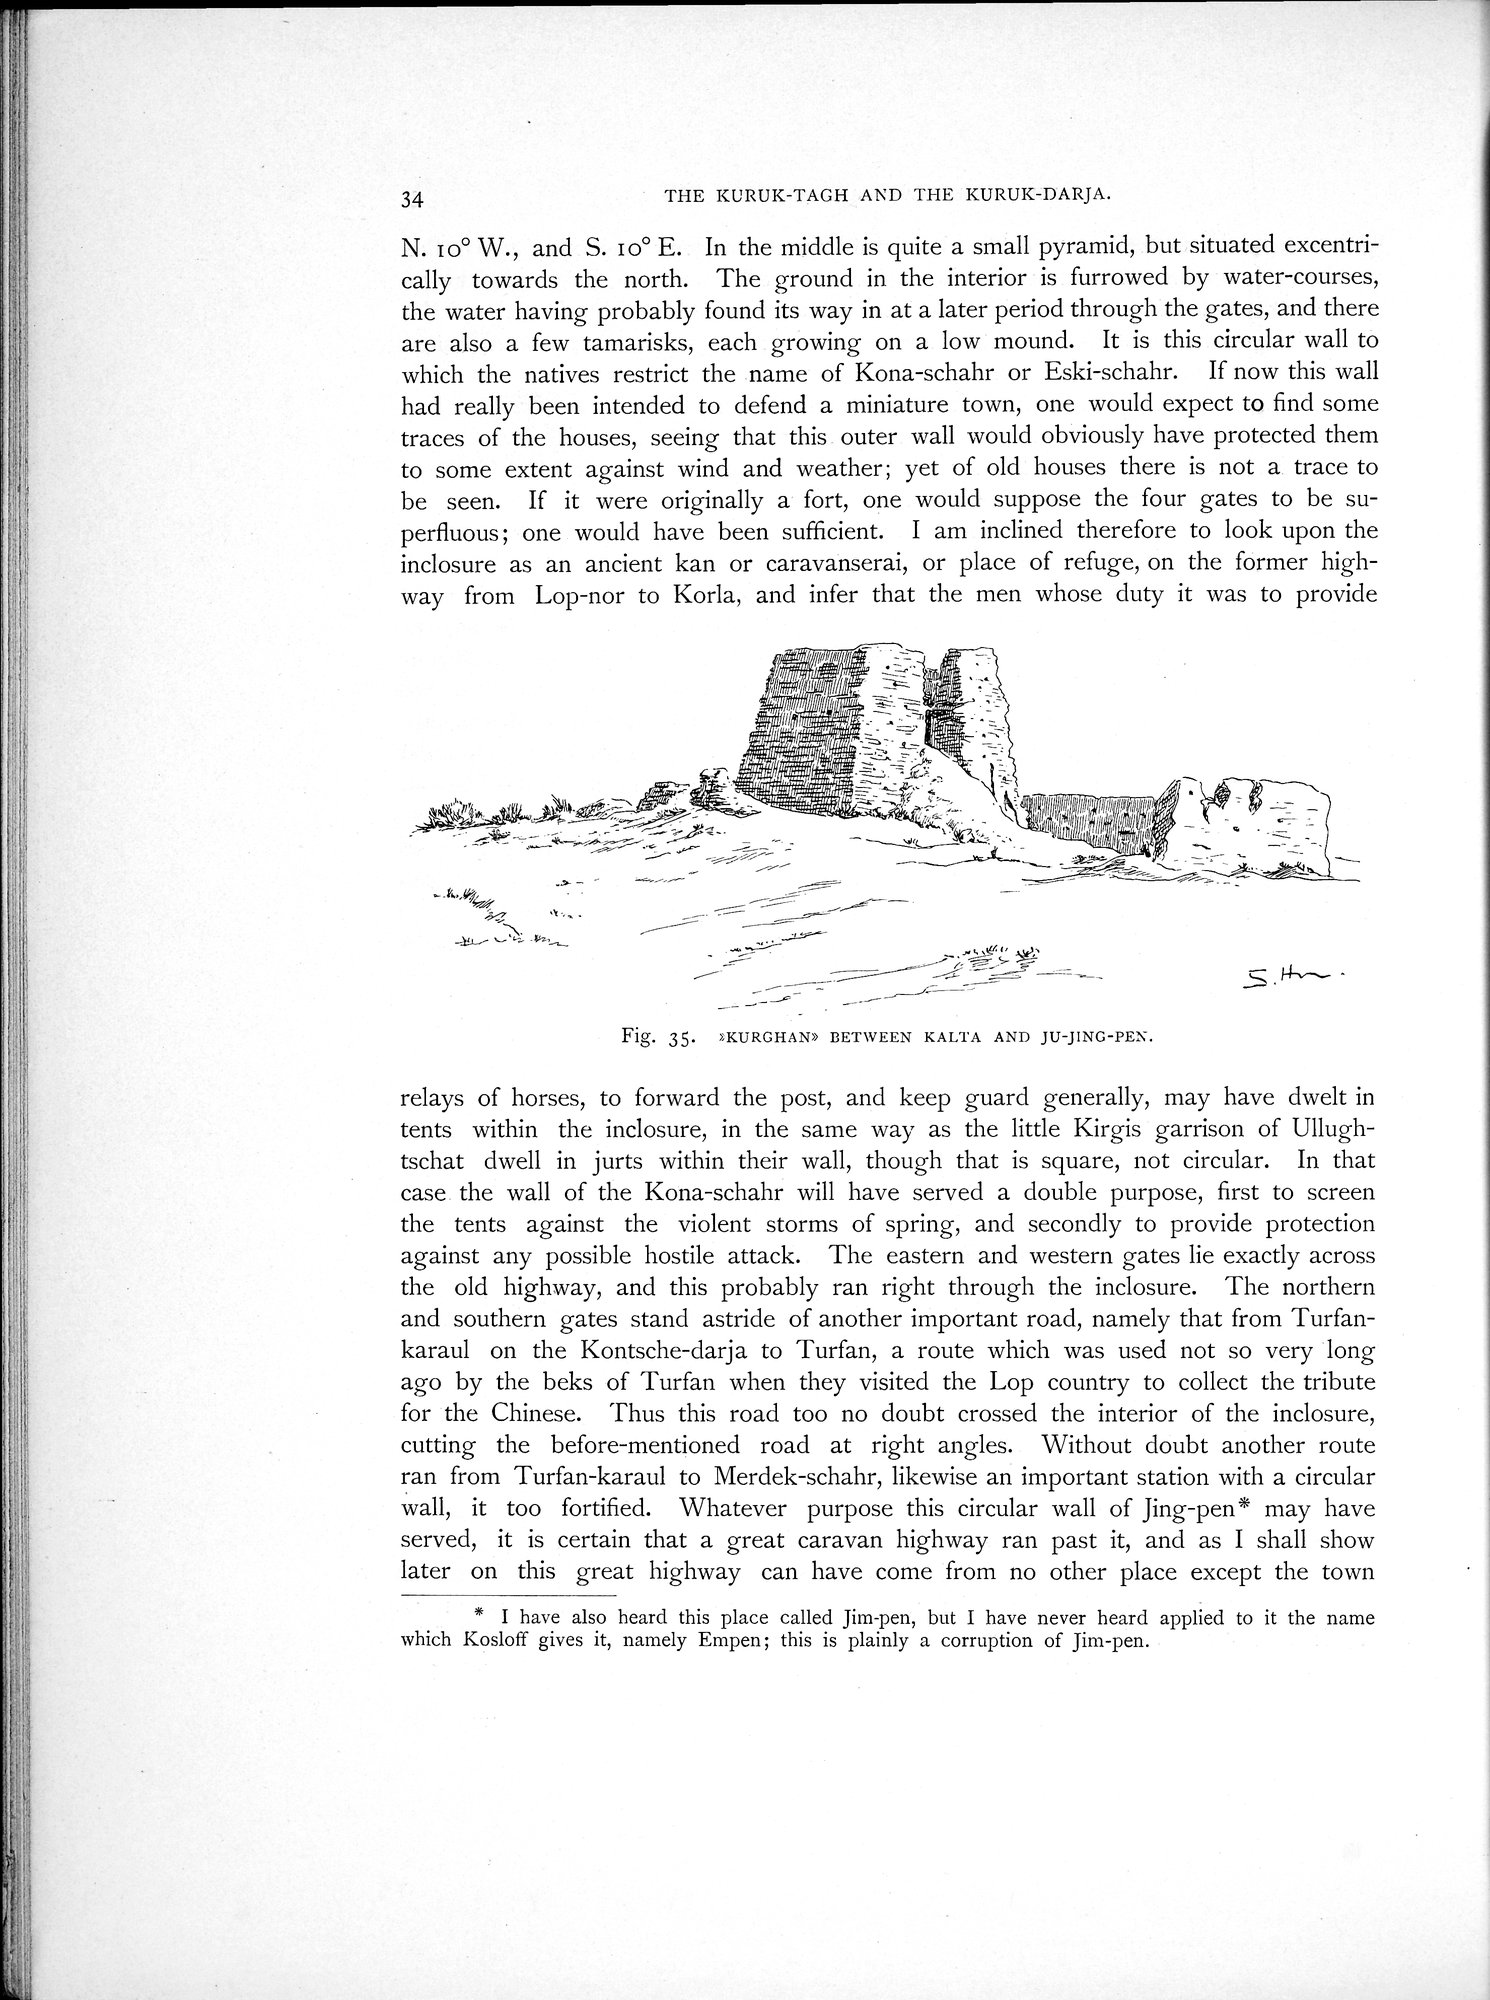 34
THE KURUK-TAGH AND THE KURUK-DARJA.
N. 10° W., and S. 10° E. In the middle is quite a small pyramid, but situated excentri-
cally towards the north. The ground in the interior is furrowed by water-courses,
the water having probably found its way in at a later period through the gates, and there
are also a few tamarisks, each growing on a low mound. It is this circular wall to
which the natives restrict the name of Kona-schahr or Eski-schahr. If now this wall
had really been intended to defend a miniature town, one would expect to find some
traces of the houses, seeing that this outer wall would obviously have protected them
to some extent against wind and weather; yet of old houses there is not a trace to
be seen. If it were originally a fort, one would suppose the four gates to be su-
perfluous; one would have been sufficient. I am inclined therefore to look upon the
inclosure as an ancient kan or caravanserai, or place of refuge, on the former high-
way from Lop-nor to Korla, and infer that the men whose duty it was to provide
Fig. 35. »KURGHAN» BETWEEN KALTA AND JU-JING-PEN.
relays of horses, to forward the post, and keep guard generally, may have dwelt in
tents within the inclosure, in the same way as the little Kirgis garrison of Ullugh-
tschat dwell in jurts within their wall, though that is square, not circular. In that
case the wall of the Kona-schahr will have served a double purpose, first to screen
the tents against the violent storms of spring, and secondly to provide protection
against any possible hostile attack. The eastern and western gates lie exactly across
the old highway, and this probably ran right through the inclosure. The northern
and southern gates stand astride of another important road, namely that from Turfan-
karaul on the Kontsche-darja to Turfan, a route which was used not so very long
ago by the beks of Turfan when they visited the Lop country to collect the tribute
for the Chinese. Thus this road too no doubt crossed the interior of the inclosure,
cutting the before-mentioned road at right angles. Without doubt another route
ran from Turfan-karaul to Merdek-schahr, likewise an important station with a circular
wall, it too fortified. Whatever purpose this circular wall of Jing-pen* may have
served, it is certain that a great caravan highway ran past it, and as I shall show
later on this great highway can have come from no other place except the town
* I have also heard this place called Jim-pen, but I have never heard applied to it the name
which Kosloff gives it, namely Empen; this is plainly a corruption of Jim-pen.